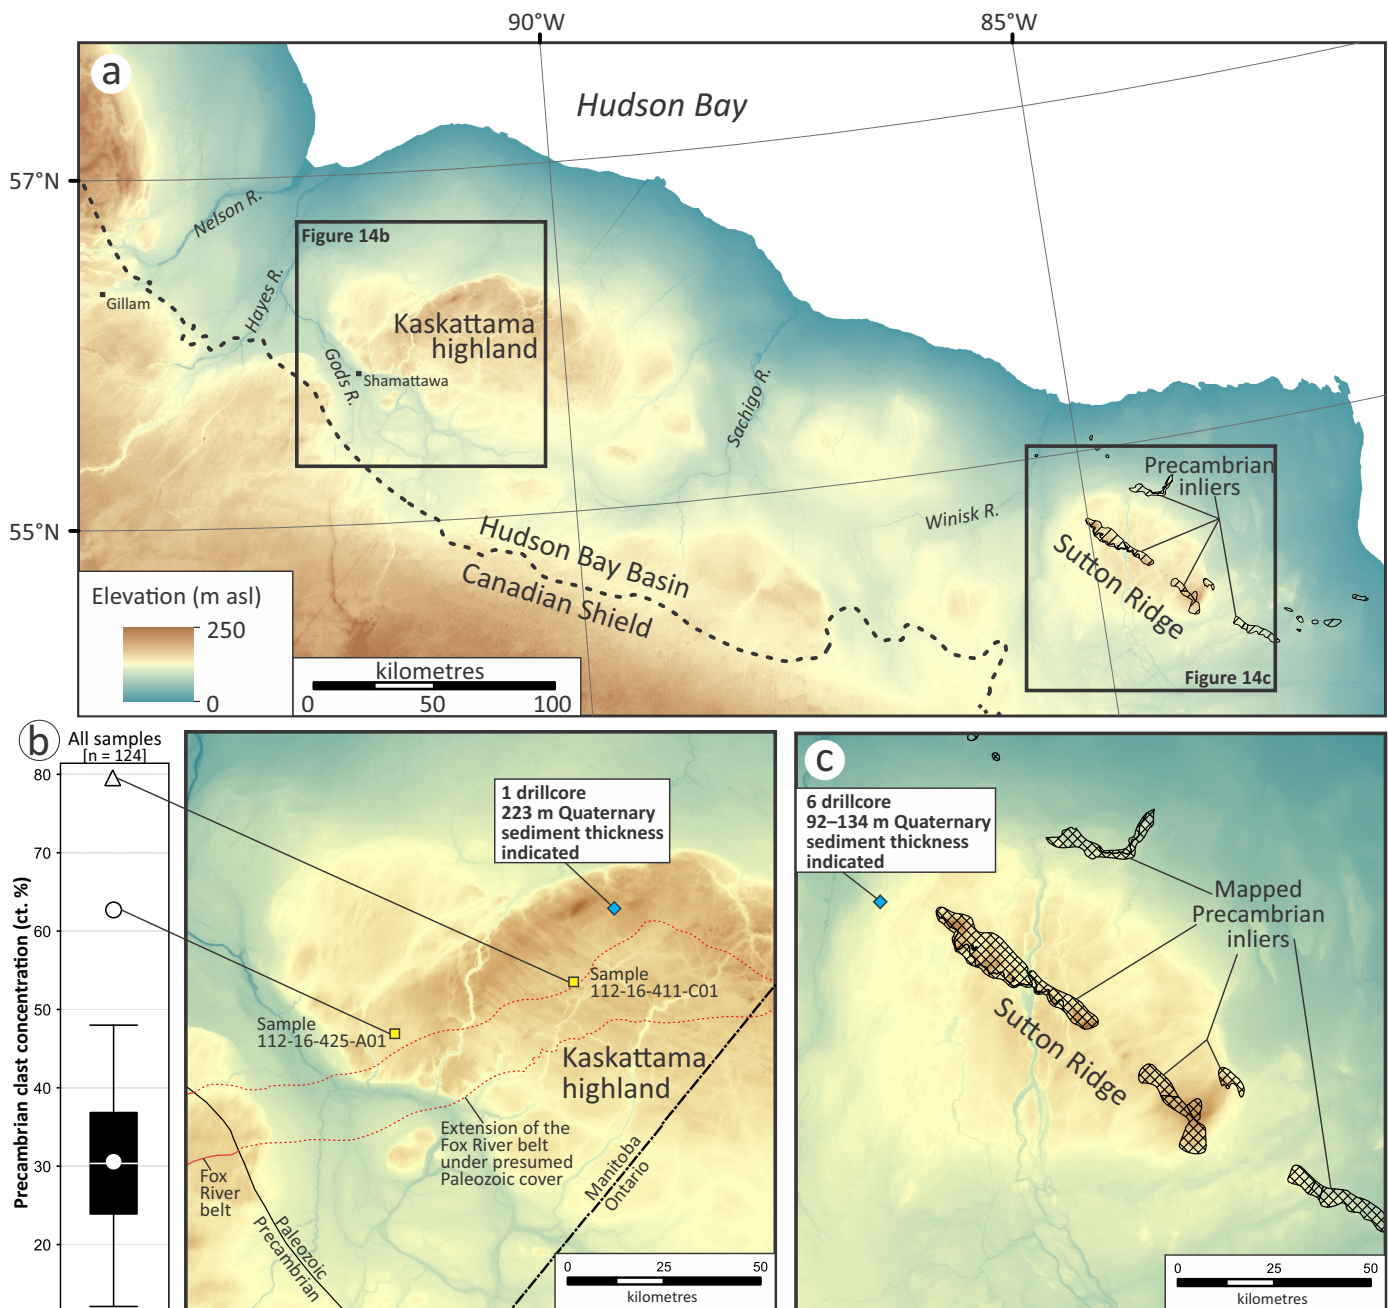 90°W
85°W
a
Hudson Bay
57°N
Nelson R.
Figure 14b
Gillam
Hayes R.
Kaskattama
highland
Gods R.
Shamattawa
Sachigo R.
Precambrian
inliers
55°N
Winisk R.
Hudson Bay Basin
Canadian Shield
Sutton Ridge
Elevation (m asl)
250
0
kilometres
0 50 100
Figure 14c
b
All samples
[n = 124]
80
70
60
50
40
30
20
Precambrian clast concentration (ct. %)
1 drillcore
223 m Quaternary
sediment thickness
indicated
Sample
112-16-411-C01
Sample
112-16-425-A01
Kaskattama
highland
Extension of the
Fox River belt
under presumed
Paleozoic cover
Fox
River
belt
Paleozoic
Precambrian
Manitoba
Ontario
0 25 50
kilometres
c
6 drillcore
92–134 m Quaternary
sediment thickness
indicated
Mapped
Precambrian
inliers
Sutton Ridge
0 25 50
kilometres